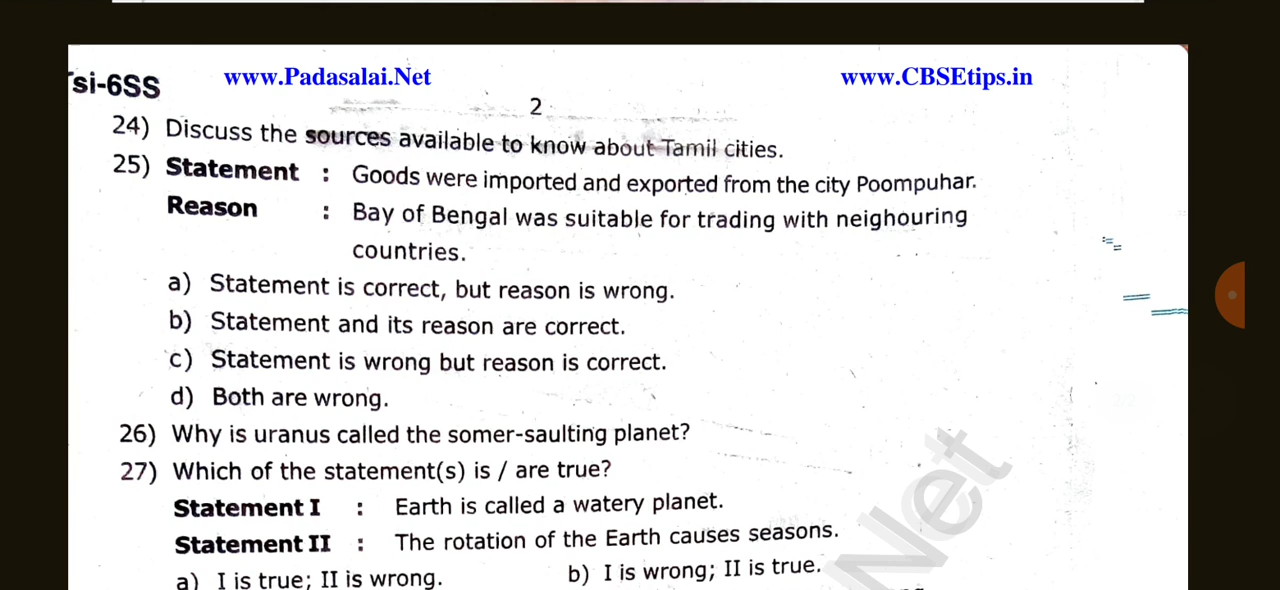 Tsi-6SS
www.Padasalai.Net
www.CBSEtips.in
2
24) Discuss the sources available to know about Tamil cities.
25) Statement : Goods were imported and exported from the city Poompuhar.
Reason : Bay of Bengal was suitable for trading with neighouring
countries.
a) Statement is correct, but reason is wrong.
b) Statement and its reason are correct.
c) Statement is wrong but reason is correct.
d) Both are wrong.
26) Why is uranus called the somer-saulting planet?
27) Which of the statement(s) is / are true?
Statement I : Earth is called a watery planet.
Statement II : The rotation of the Earth causes seasons.
a) I is true; II is wrong. b) I is wrong; II is true.
Net